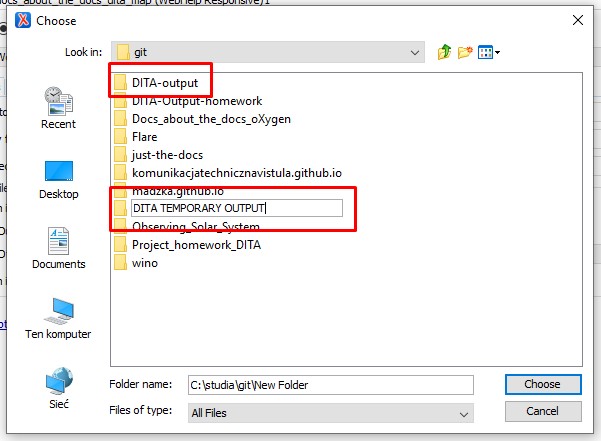 ocs_about_the_docs_dita_map (WebHelp Responsive)1
Choose
Look in:
git
Recent
Desktop
Documents
Ten komputer
Sieć
DITA-output
DITA-Output-homework
Docs_about_the_docs_oXygen
Flare
just-the-docs
komunikacjatechnicznavistula.github.io
madzka.github.io
DITA TEMPORARY OUTPUT
Observing_Solar_System
Project_homework_DITA
wino
Folder name:
C:\studia\git\New Folder
Choose
Files of type:
All Files
Cancel